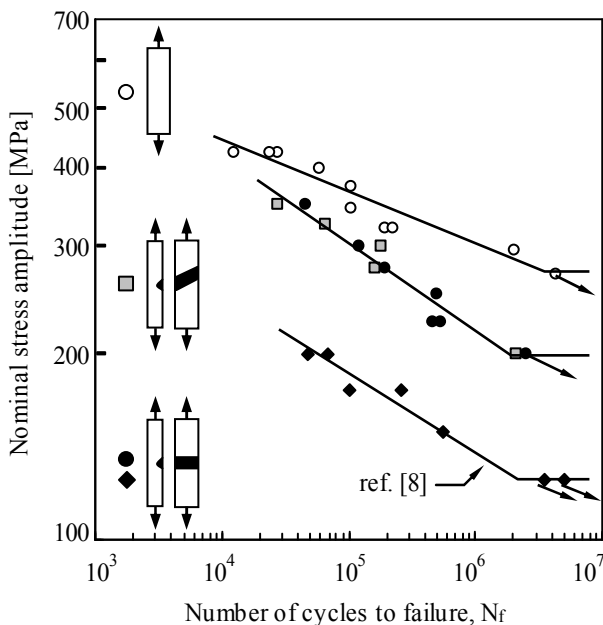 700
500
400
300
200
100
Nominal stress amplitude [MPa]
ref. [8]
10³ 10⁴ 10⁵ 10⁶ 10⁷
Number of cycles to failure, N_f